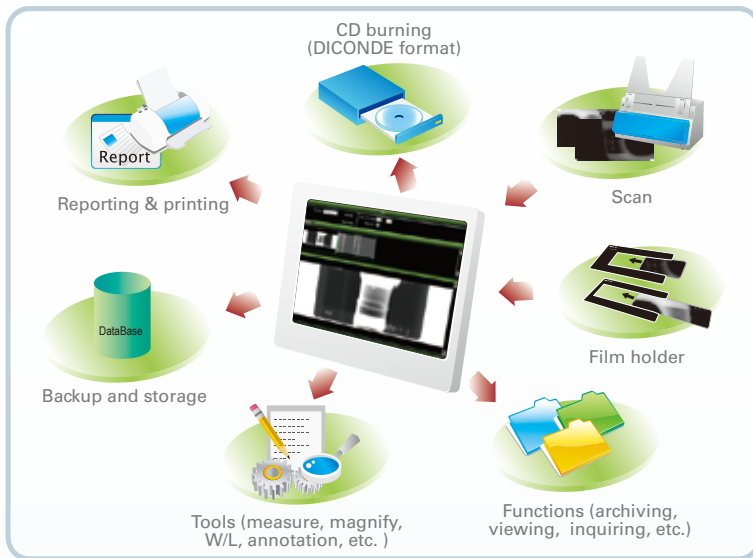 CD burning
(DICONDE format)
Report
Reporting & printing
Scan
DataBase
Backup and storage
Film holder
Tools (measure, magnify,
W/L, annotation, etc. )
Functions (archiving,
viewing, inquiring, etc.)